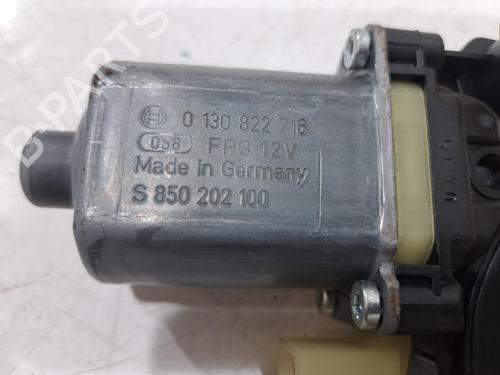 B-PARTS
0 130 822 716
058 FPG 12V
Made in Germany
S 850 202 100